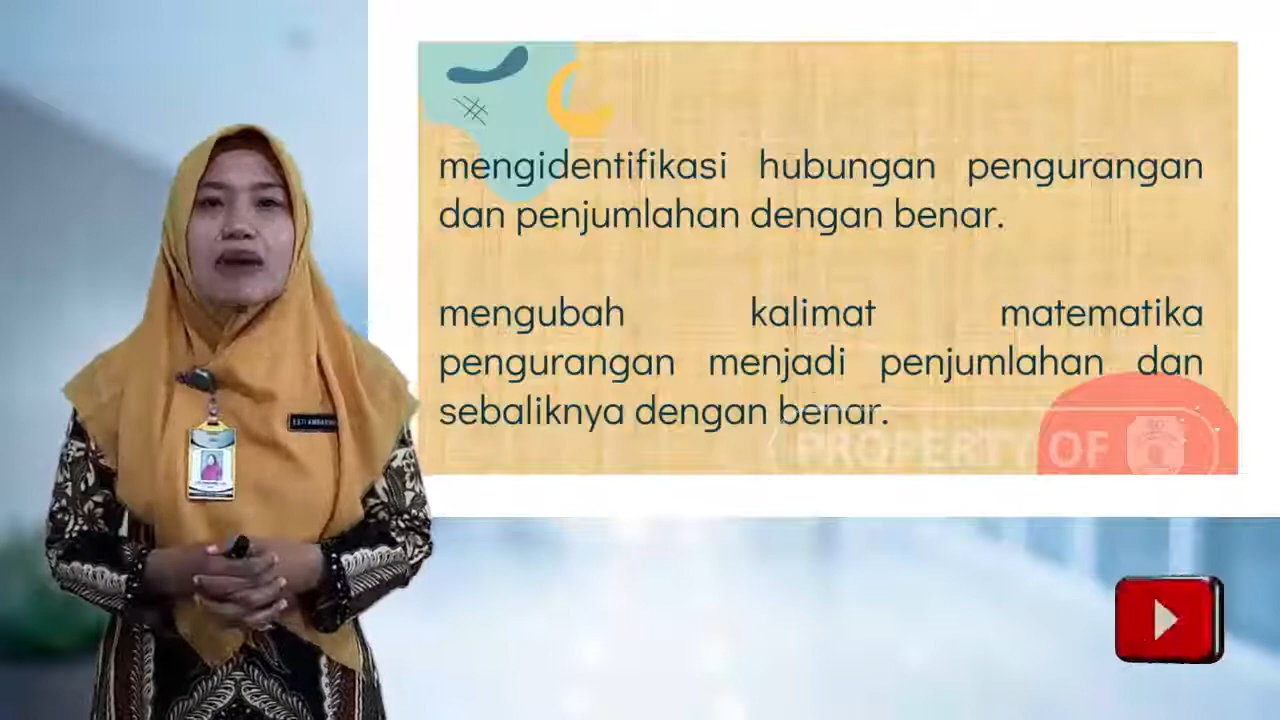 mengidentifikasi hubungan pengurangan
dan penjumlahan dengan benar.
mengubah kalimat matematika
pengurangan menjadi penjumlahan dan
sebaliknya dengan benar.
PROPERTY OF